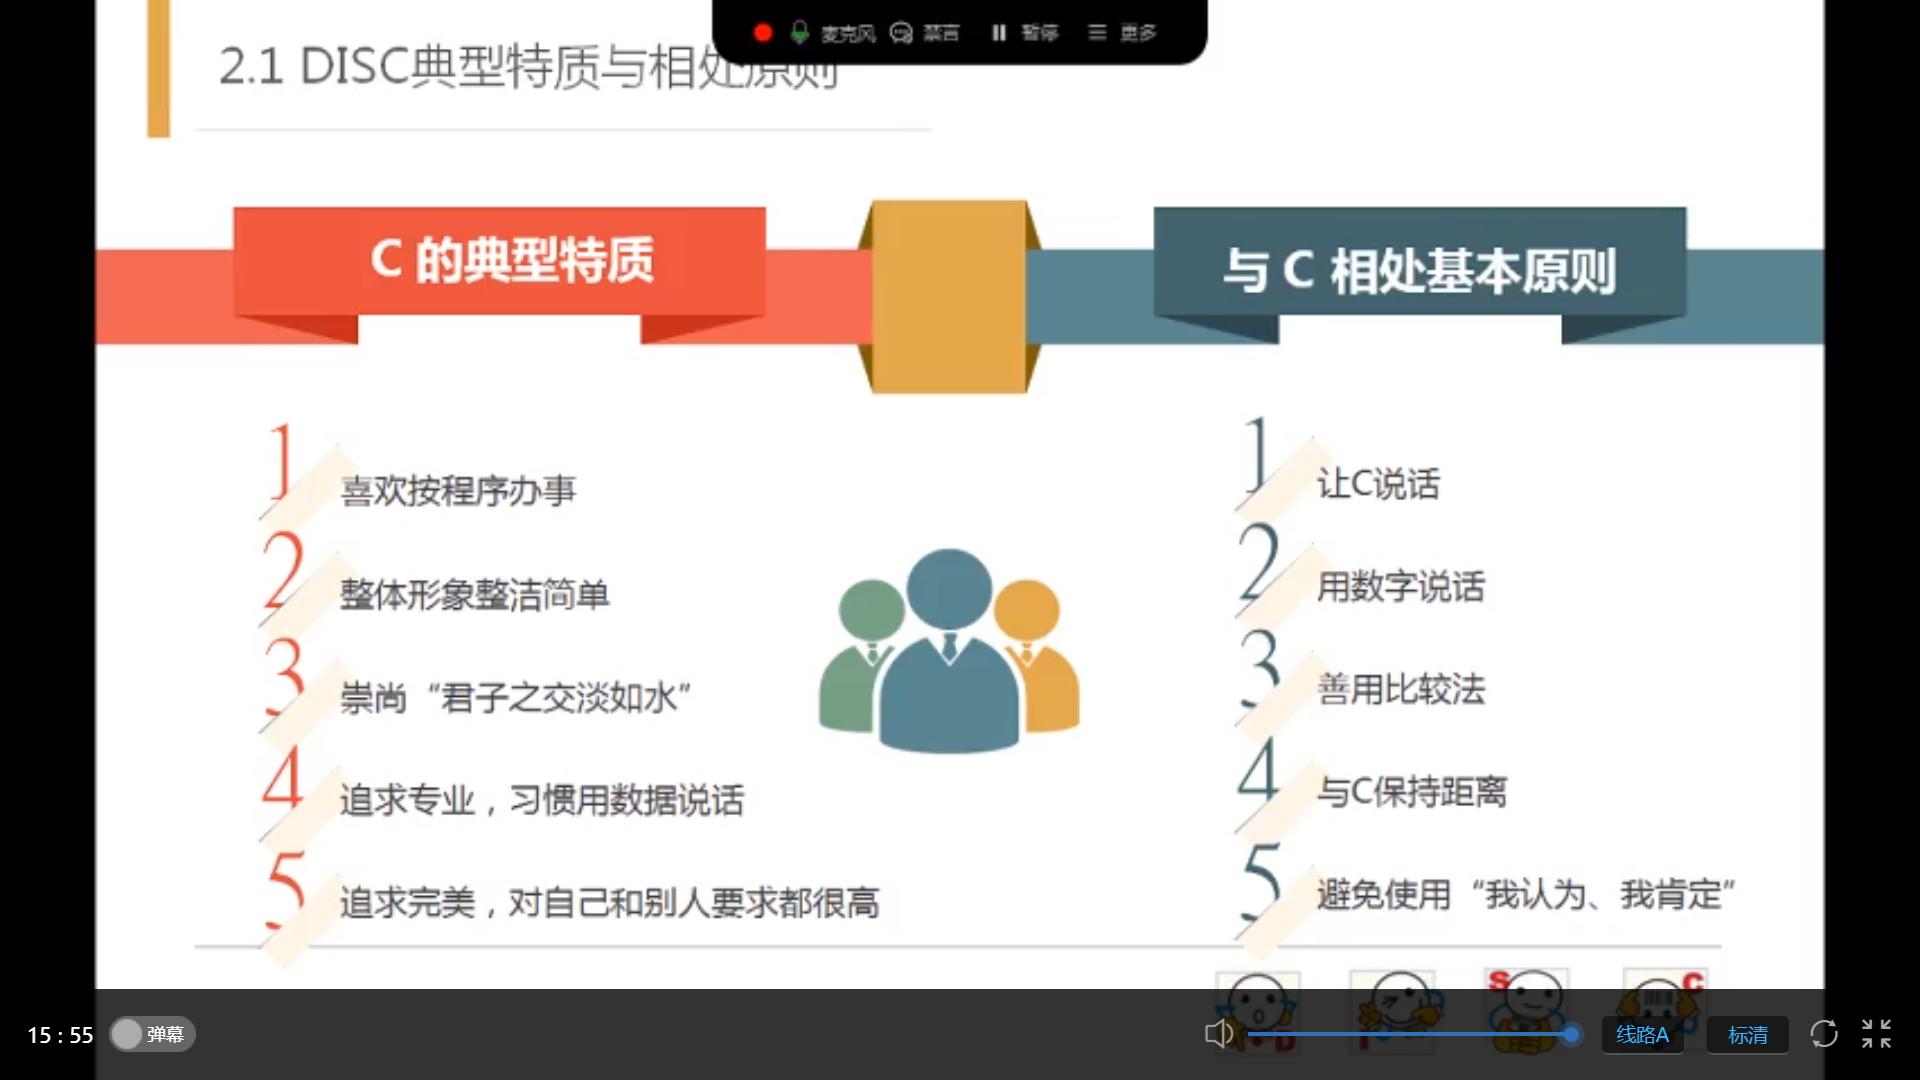 麦克风 禁言 暂停 更多
2.1 DISC典型特质与相处原则
C 的典型特质
1 喜欢按程序办事
2 整体形象整洁简单
3 崇尚“君子之交淡如水”
4 追求专业，习惯用数据说话
5 追求完美，对自己和别人要求都很高
与 C 相处基本原则
1 让C说话
2 用数字说话
3 善用比较法
4 与C保持距离
5 避免使用“我认为、我肯定”
D I S C
15 : 55 弹幕
线路A 标清